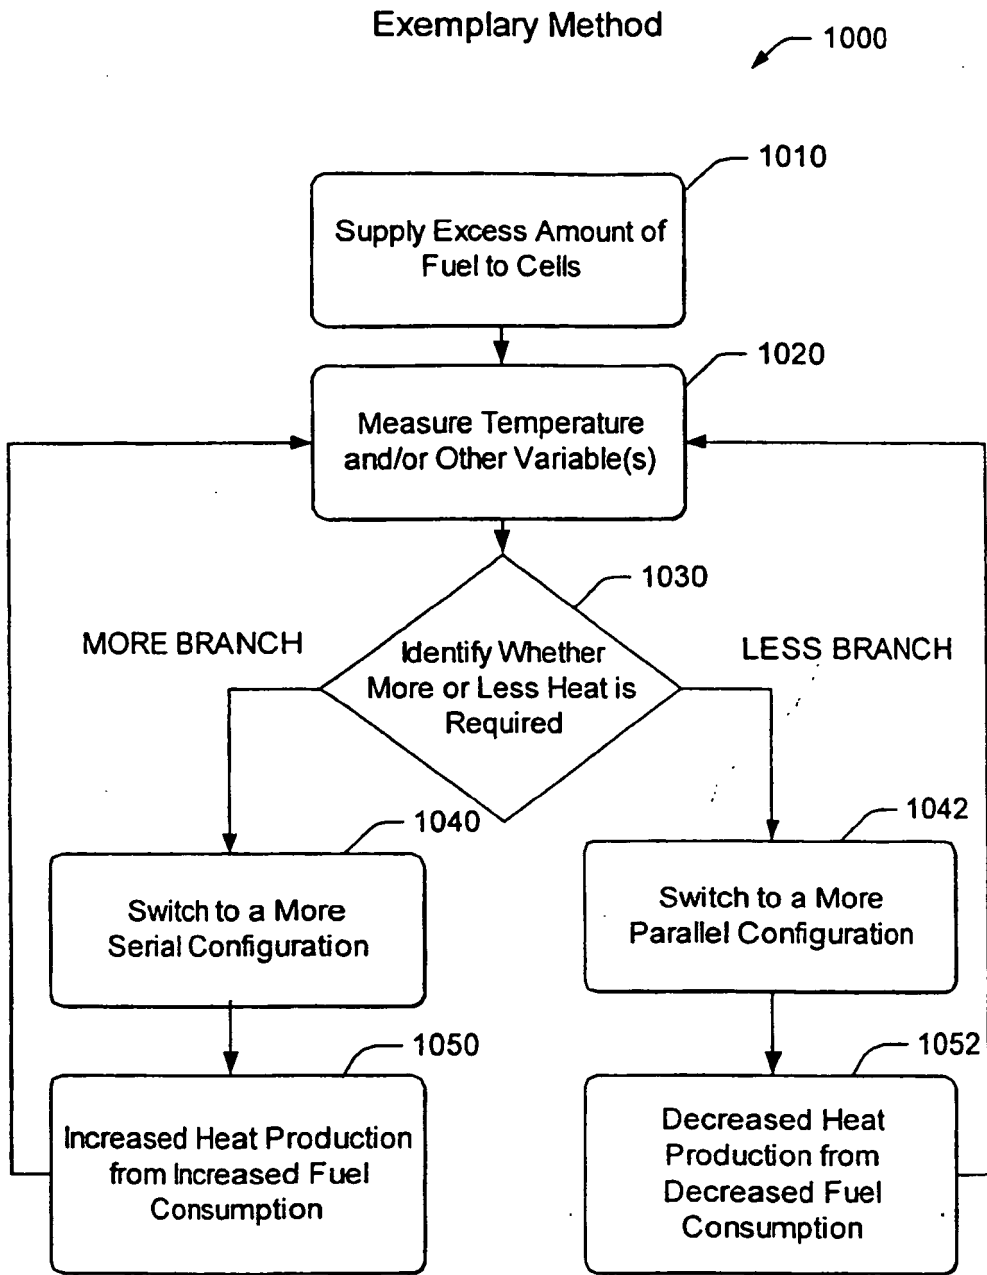 Exemplary Method
1000
1010
Supply Excess Amount of
Fuel to Cells
1020
Measure Temperature
and/or Other Variable(s)
1030
MORE BRANCH
LESS BRANCH
Identify Whether
More or Less Heat is
Required
1040
Switch to a More
Serial Configuration
1042
Switch to a More
Parallel Configuration
1050
Increased Heat Production
from Increased Fuel
Consumption
1052
Decreased Heat
Production from
Decreased Fuel
Consumption